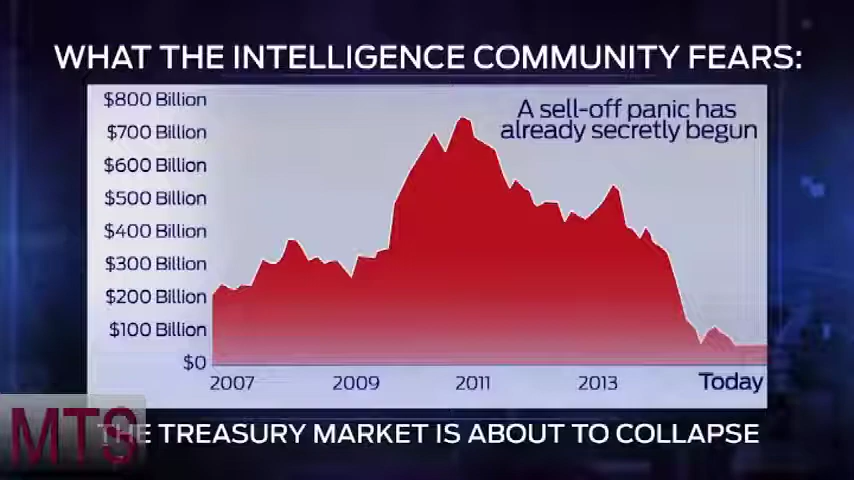 WHAT THE INTELLIGENCE COMMUNITY FEARS:
$800 Billion
A sell-off panic has
already secretly begun
$700 Billion
$600 Billion
$500 Billion
$400 Billion
$300 Billion
$200 Billion
$100 Billion
$0
2007 2009 2011 2013 Today
MTS
THE TREASURY MARKET IS ABOUT TO COLLAPSE